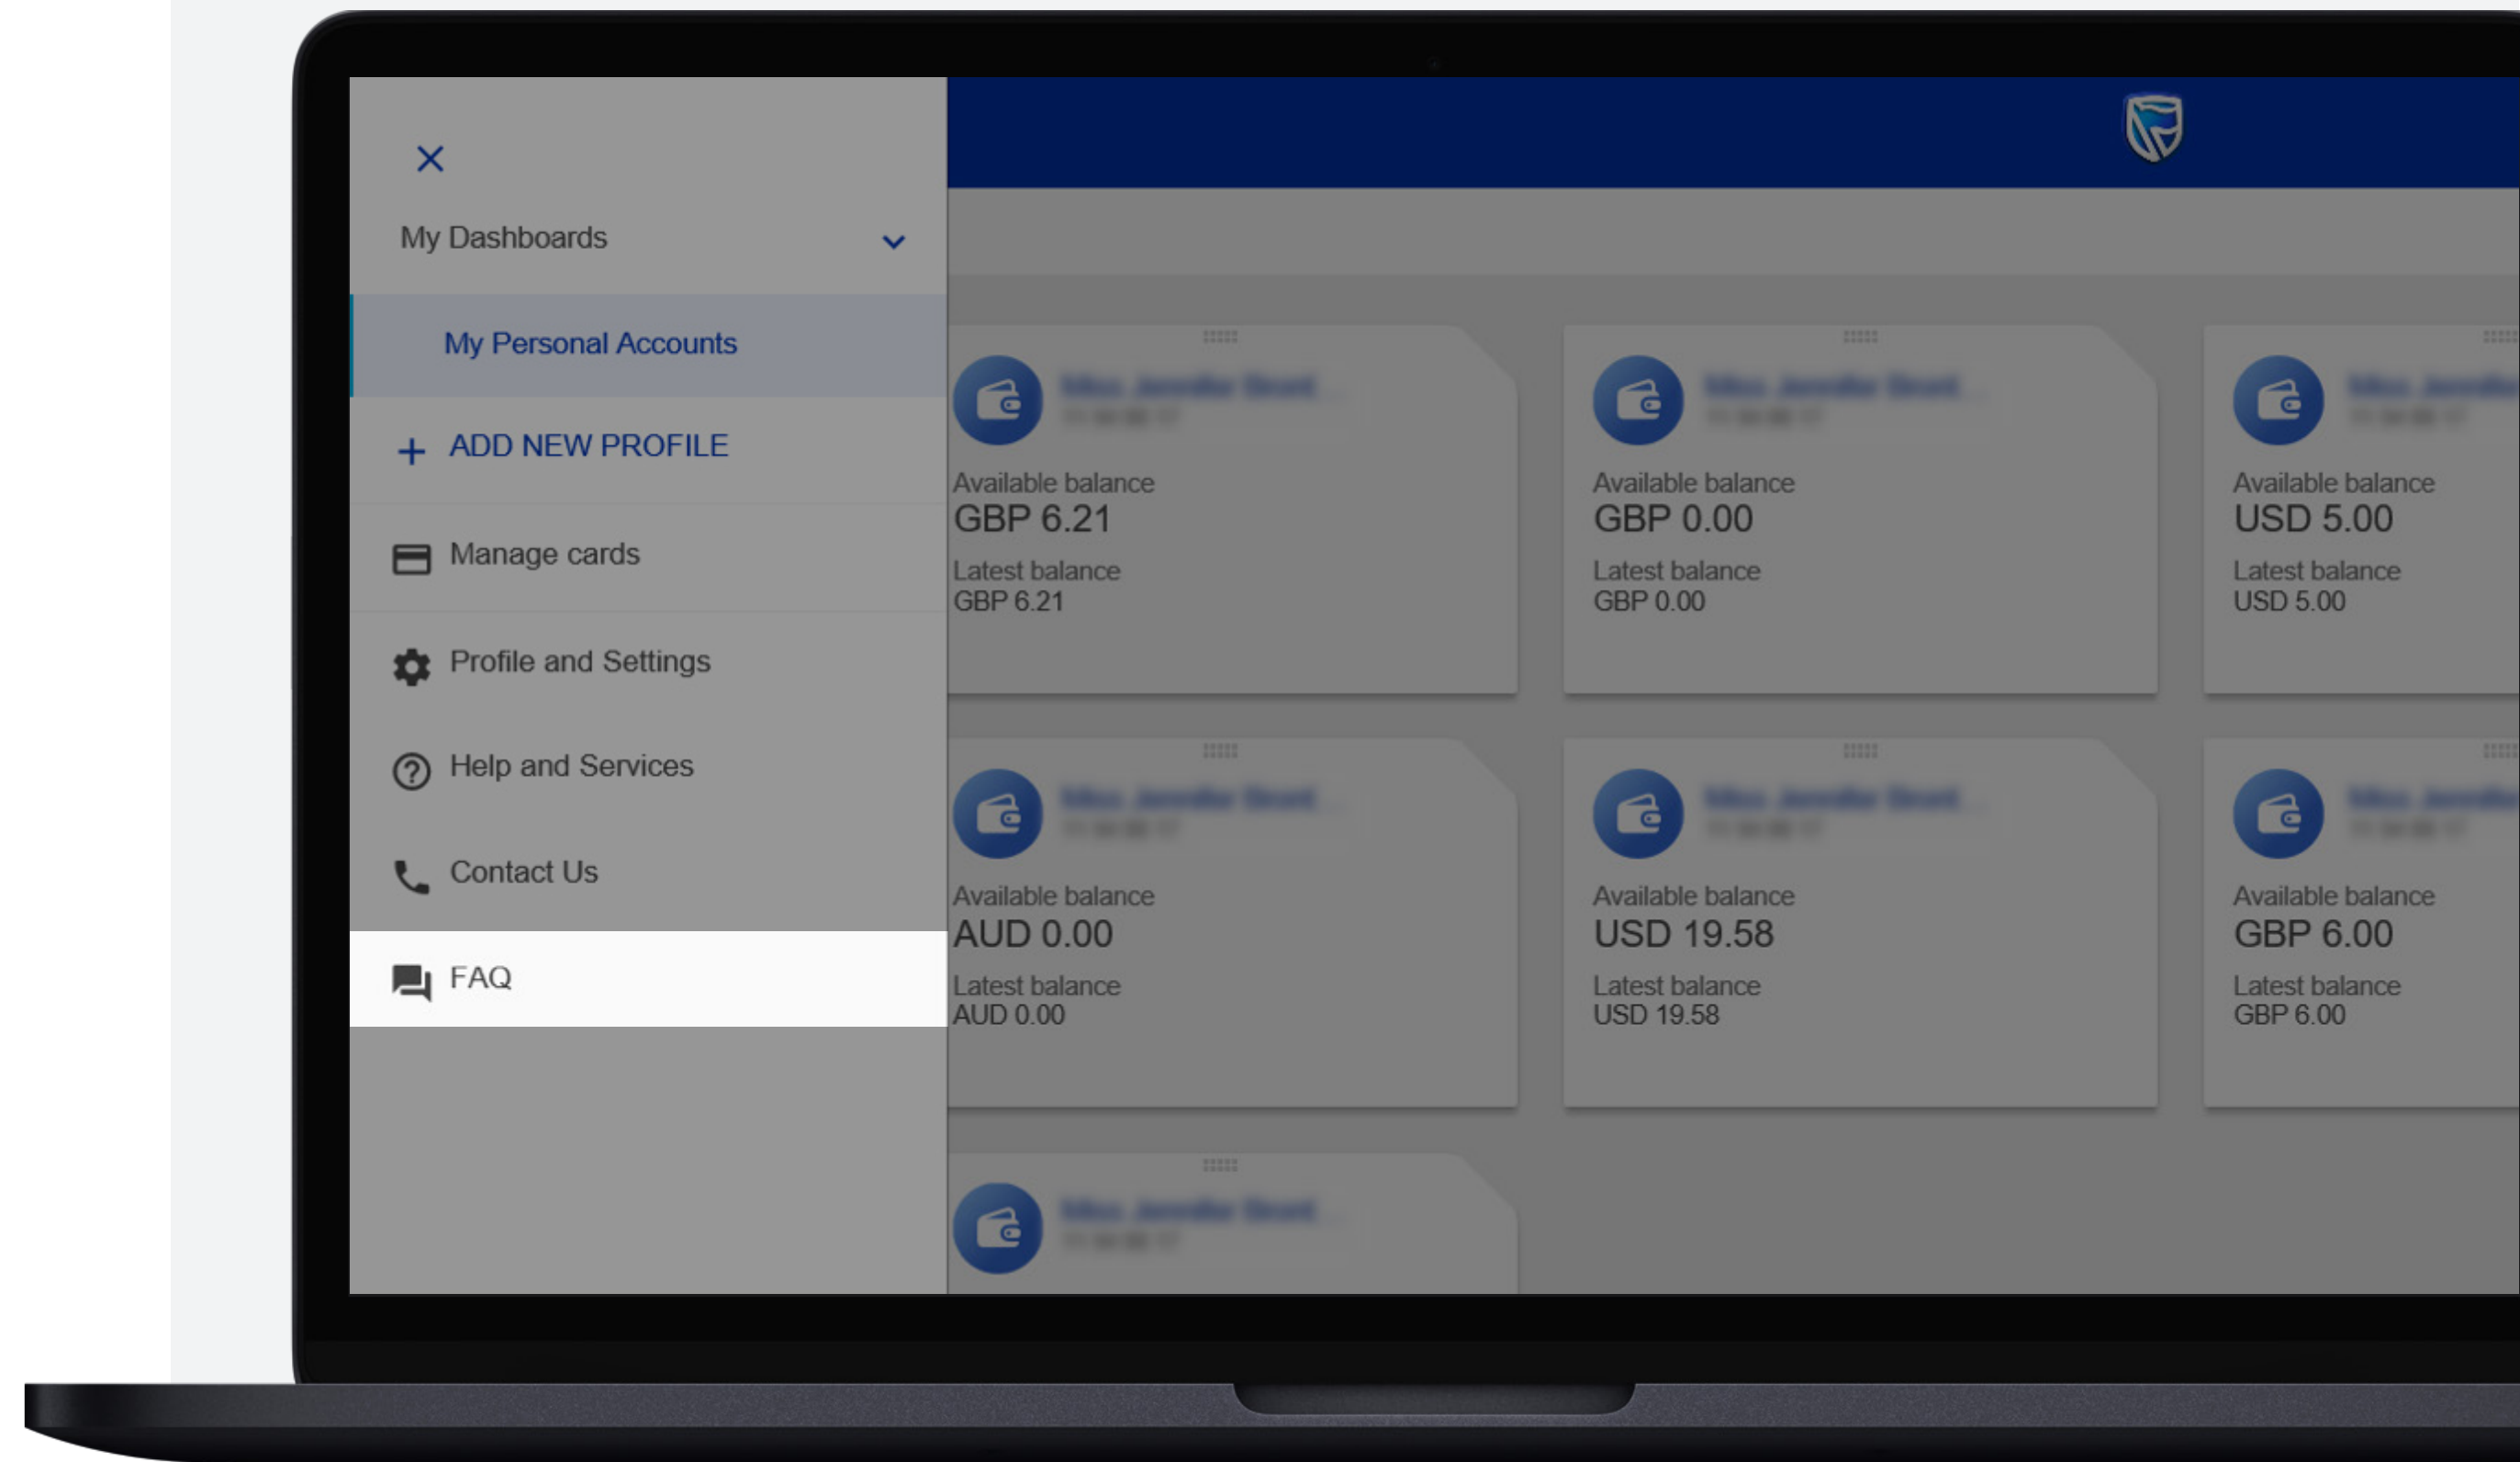 My Dashboards
My Personal Accounts
ADD NEW PROFILE
Manage cards
Profile and Settings
Help and Services
Contact Us
FAQ
Available balance
GBP 6.21
Latest balance
GBP 6.21
Available balance
GBP 0.00
Latest balance
GBP 0.00
Available balance
USD 5.00
Latest balance
USD 5.00
Available balance
AUD 0.00
Latest balance
AUD 0.00
Available balance
USD 19.58
Latest balance
USD 19.58
Available balance
GBP 6.00
Latest balance
GBP 6.00